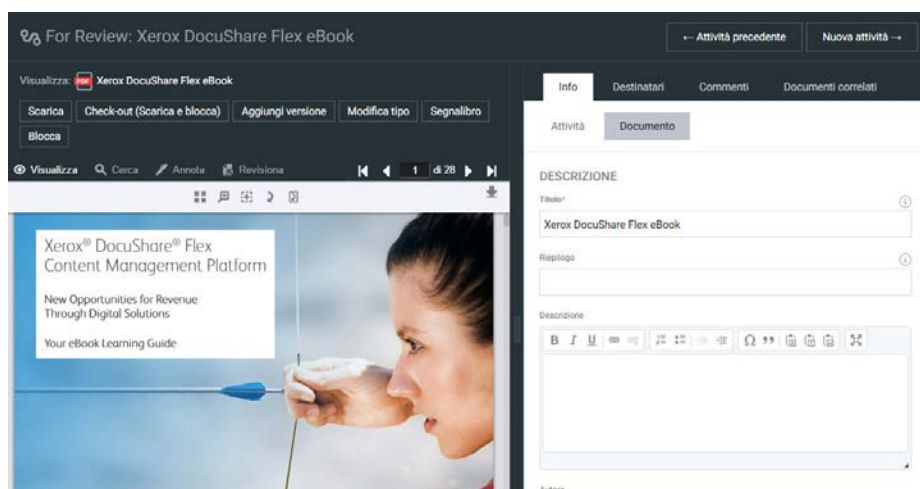 For Review: Xerox DocuShare Flex eBook
← Attività precedente
Nuova attività →
Visualizza: PDF Xerox DocuShare Flex eBook
Scarica
Check-out (Scarica e blocca)
Aggiungi versione
Modifica tipo
Segnalibro
Blocca
Visualizza
Cerca
Annota
Revisiona
1 di 28
Xerox® DocuShare® Flex
Content Management Platform
New Opportunities for Revenue
Through Digital Solutions
Your eBook Learning Guide
Info
Destinatari
Commenti
Documenti correlati
Attività
Documento
DESCRIZIONE
Titolo*
Xerox DocuShare Flex eBook
Riepilogo
Descrizione
B I U
Autore